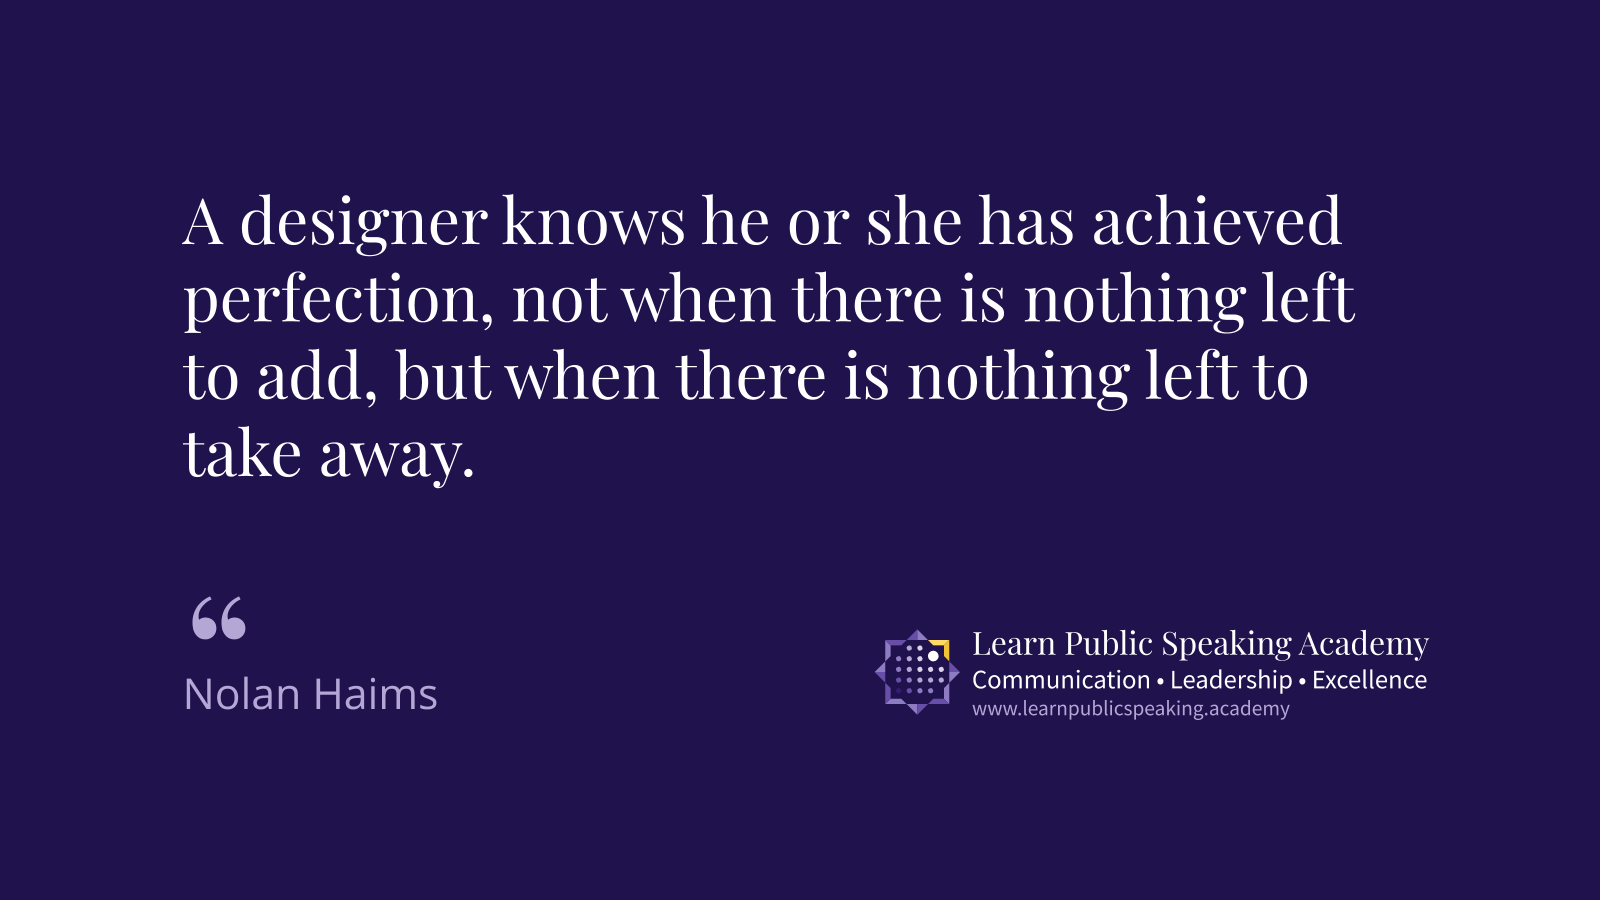 A designer knows he or she has achieved
perfection, not when there is nothing left
to add, but when there is nothing left to
take away.
“
Nolan Haims
Learn Public Speaking Academy
Communication • Leadership • Excellence
www.learnpublicspeaking.academy